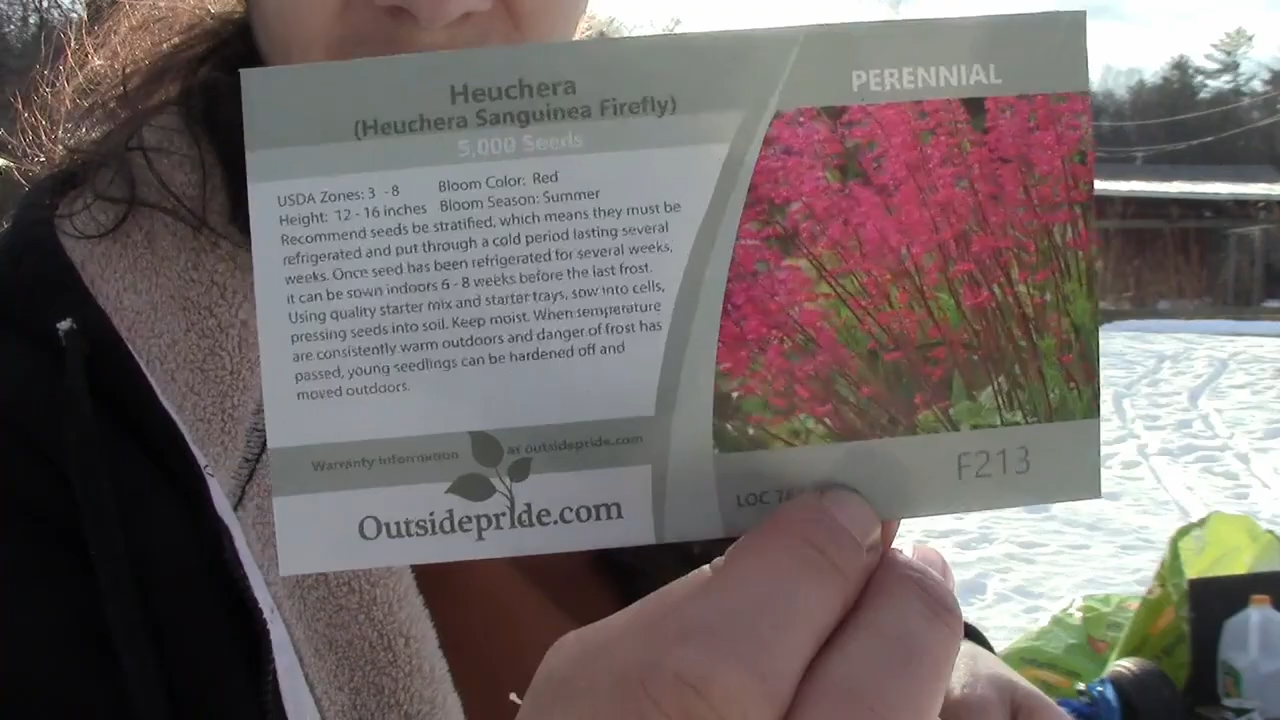 Heuchera
(Heuchera Sanguinea Firefly)
5,000 Seeds
USDA Zones: 3 - 8 Bloom Color: Red
Height: 12 - 16 inches Bloom Season: Summer
Recommend seeds be stratified, which means they must be
refrigerated and put through a cold period lasting several
weeks. Once seed has been refrigerated for several weeks,
it can be sown indoors 6 - 8 weeks before the last frost.
Using quality starter mix and starter trays, sow into cells,
pressing seeds into soil. Keep moist. When temperature
are consistently warm outdoors and danger of frost has
passed, young seedlings can be hardened off and
moved outdoors.
Warranty information at outsidepride.com
Outsidepride.com
PERENNIAL
F213
LOC